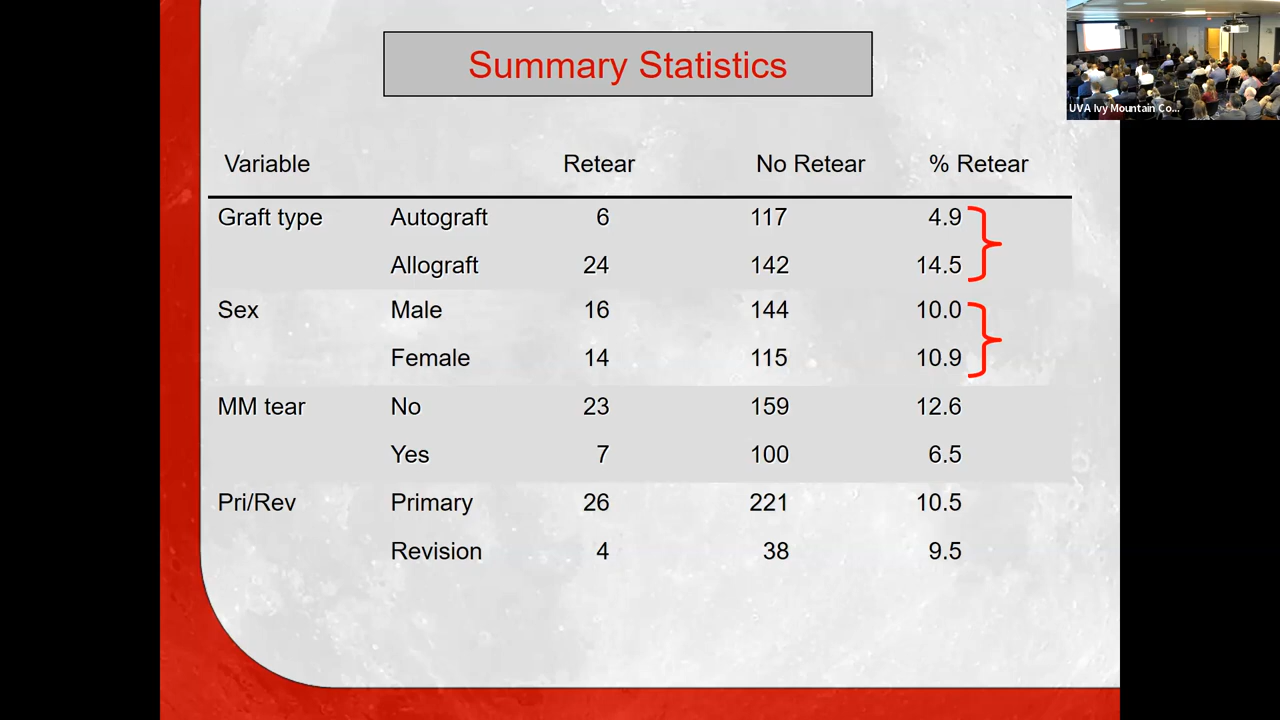 Summary Statistics
UVA Ivy Mountain Co...
Variable Retear No Retear % Retear
Graft type Autograft 6 117 4.9
Allograft 24 142 14.5
Sex Male 16 144 10.0
Female 14 115 10.9
MM tear No 23 159 12.6
Yes 7 100 6.5
Pri/Rev Primary 26 221 10.5
Revision 4 38 9.5